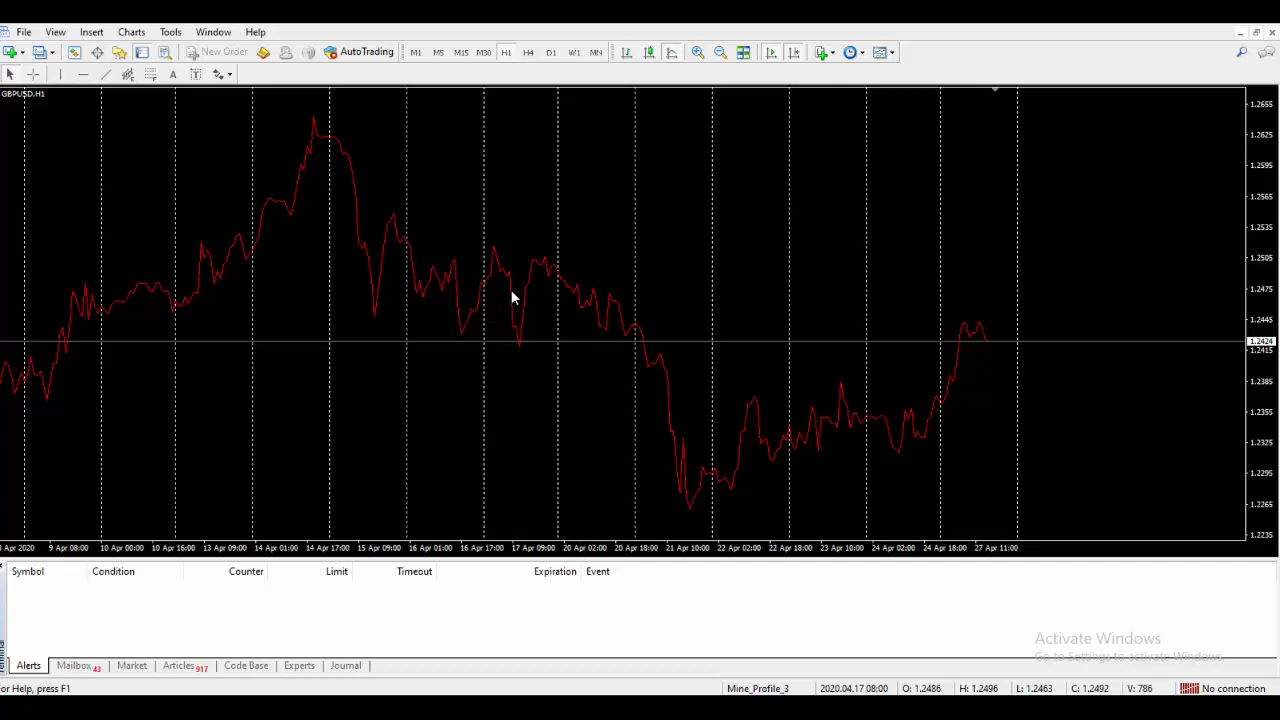 File View Insert Charts Tools Window Help
New Order AutoTrading M1 M5 M15 M30 H1 H4 D1 W1 MN
A T
GBPUSD.H1
1.2655
1.2625
1.2595
1.2565
1.2535
1.2505
1.2475
1.2445
1.2424
1.2415
1.2385
1.2355
1.2325
1.2295
1.2265
1.2235
Apr 2020 9 Apr 08:00 10 Apr 00:00 10 Apr 16:00 13 Apr 09:00 14 Apr 01:00 14 Apr 17:00 15 Apr 09:00 16 Apr 01:00 16 Apr 17:00 17 Apr 09:00 20 Apr 02:00 20 Apr 18:00 21 Apr 10:00 22 Apr 02:00 22 Apr 18:00 23 Apr 10:00 24 Apr 02:00 24 Apr 18:00 27 Apr 11:00
Symbol Condition Counter Limit Timeout Expiration Event
Activate Windows
Go to Settings to activate Windows.
Alerts Mailbox 43 Market Articles 917 Code Base Experts Journal
For Help, press F1 Mine_Profile_3 2020.04.17 08:00 O: 1.2486 H: 1.2496 L: 1.2463 C: 1.2492 V: 786 No connection